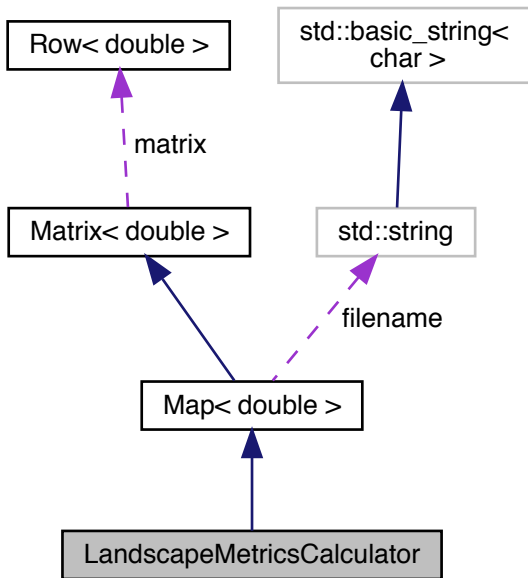 Row< double >
std::basic_string<
char >
matrix
Matrix< double >
std::string
filename
Map< double >
LandscapeMetricsCalculator